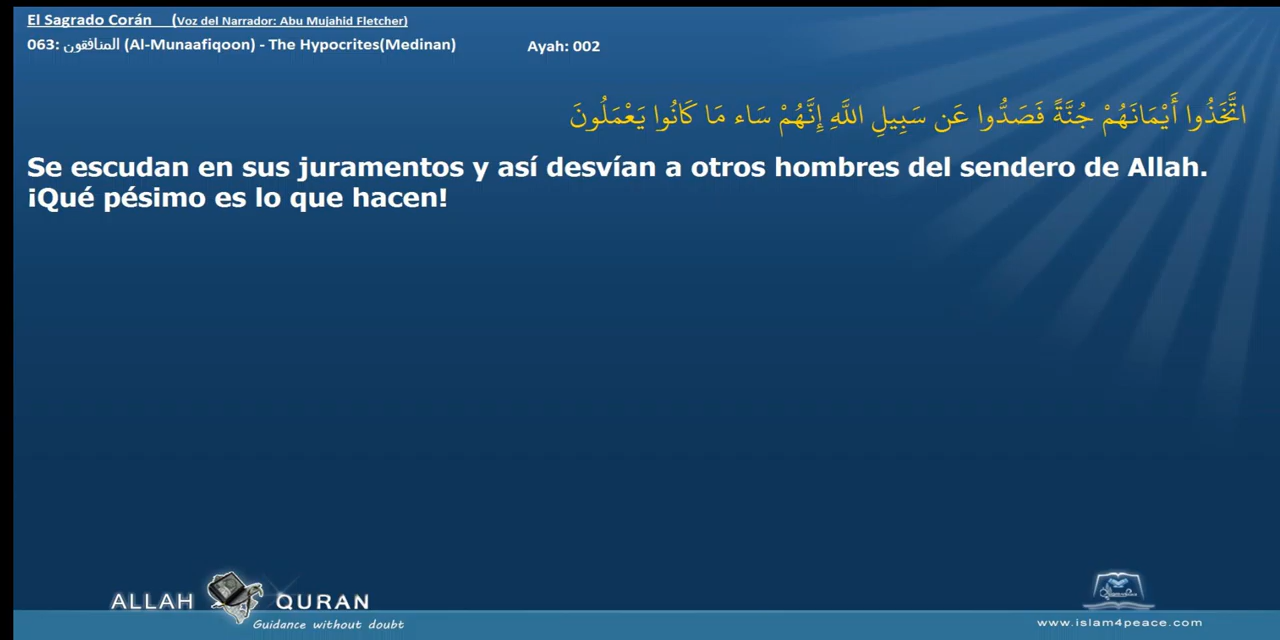 El Sagrado Corán (Voz del Narrador: Abu Mujahid Fletcher)
063: المنافقون (Al-Munaafiqoon) - The Hypocrites(Medinan) Ayah: 002
اتَّخَذُوا أَيْمَانَهُمْ جُنَّةً فَصَدُّوا عَن سَبِيلِ اللَّهِ إِنَّهُمْ سَاء مَا كَانُوا يَعْمَلُونَ
Se escudan en sus juramentos y así desvían a otros hombres del sendero de Allah.
¡Qué pésimo es lo que hacen!
ALLAH QURAN
Guidance without doubt
www.islam4peace.com